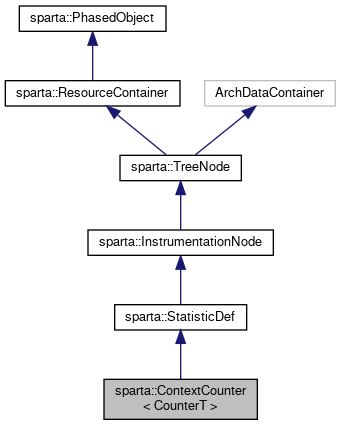 sparta::PhasedObject
sparta::ResourceContainer
ArchDataContainer
sparta::TreeNode
sparta::InstrumentationNode
sparta::StatisticDef
sparta::ContextCounter
< CounterT >